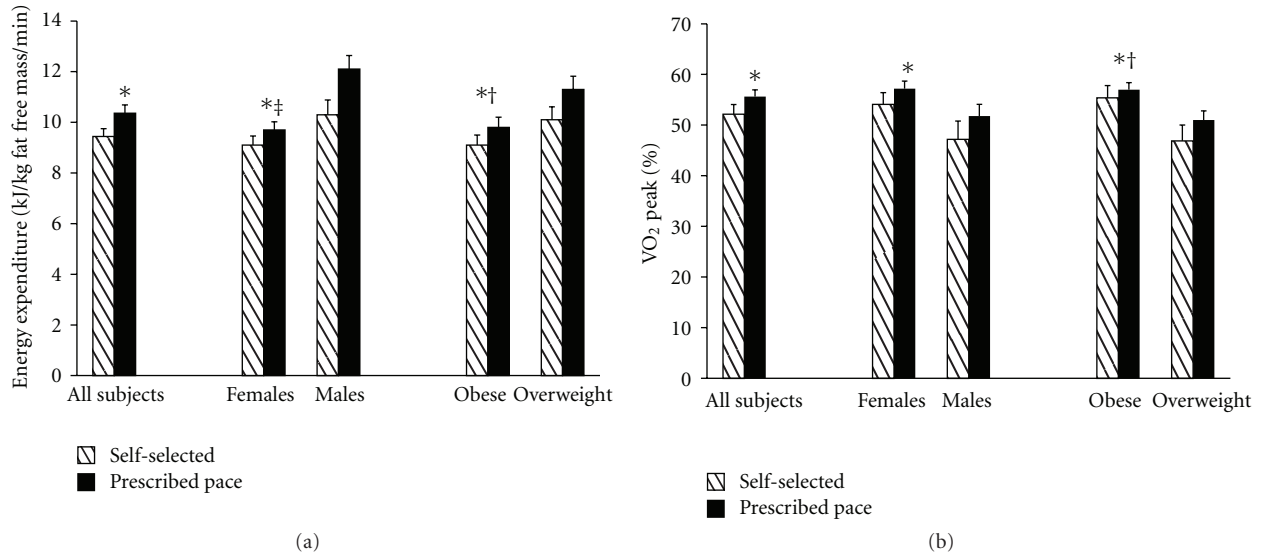 Energy expenditure (kJ/kg fat free mass/min)
14
12
10
8
6
4
2
0
*
*‡
*†
All subjects
Females
Males
Obese
Overweight
Self-selected
Prescribed pace
(a)
VO₂ peak (%)
70
60
50
40
30
20
10
0
*
*
*†
All subjects
Females
Males
Obese
Overweight
Self-selected
Prescribed pace
(b)